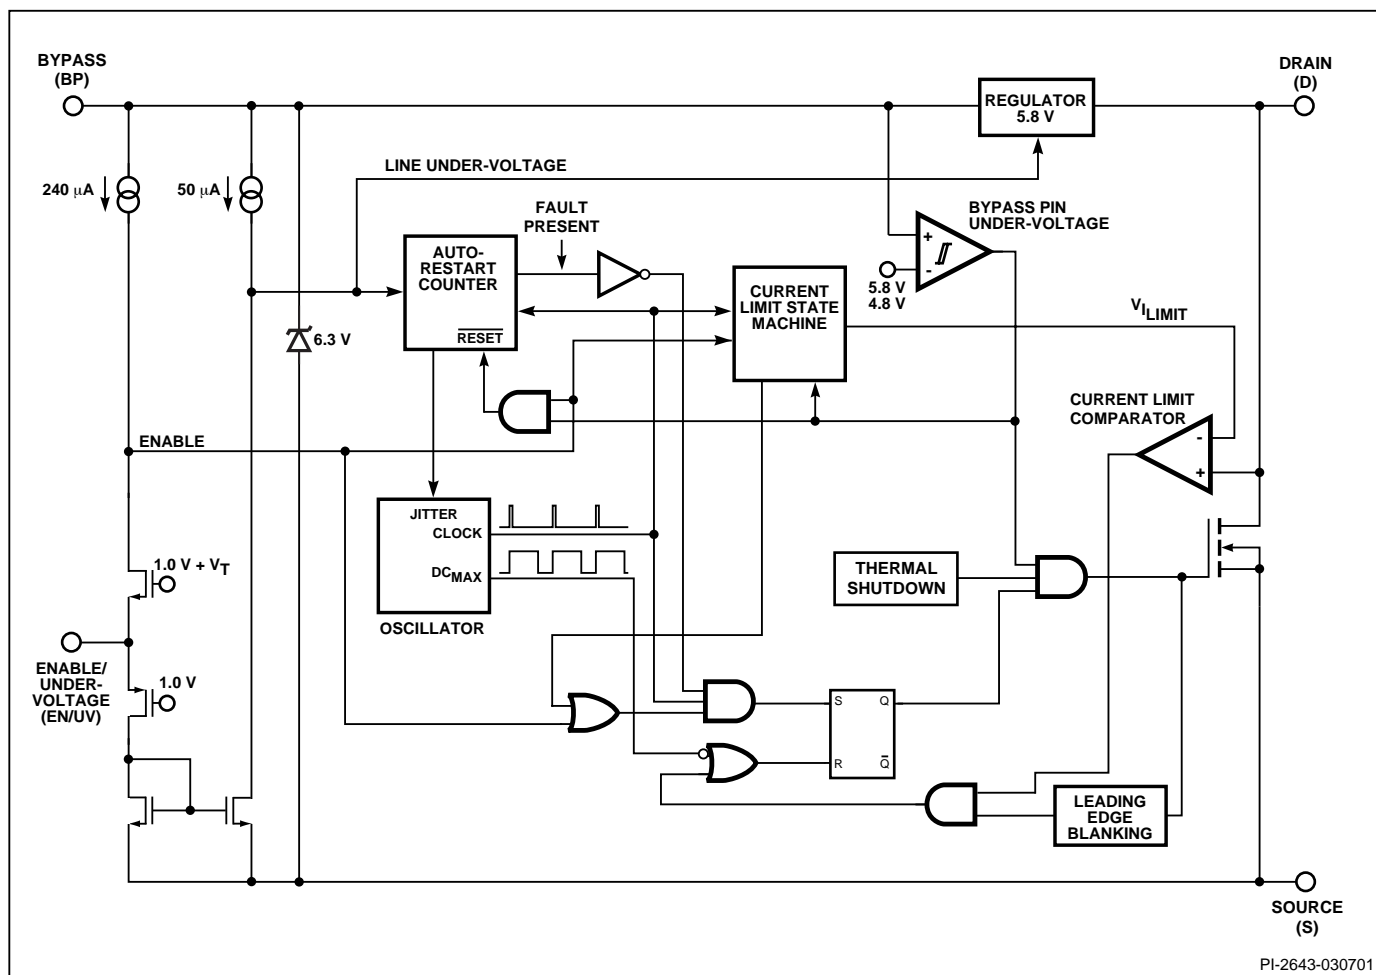 BYPASS
(BP)
DRAIN
(D)
REGULATOR
5.8 V
LINE UNDER-VOLTAGE
240 μA
50 μA
FAULT
PRESENT
BYPASS PIN
UNDER-VOLTAGE
+
-
5.8 V
4.8 V
AUTO-
RESTART
COUNTER
RESET
CURRENT
LIMIT STATE
MACHINE
VILIMIT
6.3 V
CURRENT LIMIT
COMPARATOR
-
+
ENABLE
JITTER
CLOCK
DCMAX
OSCILLATOR
1.0 V + VT
THERMAL
SHUTDOWN
ENABLE/
UNDER-
VOLTAGE
(EN/UV)
1.0 V
S Q
R Q̅
LEADING
EDGE
BLANKING
SOURCE
(S)
PI-2643-030701